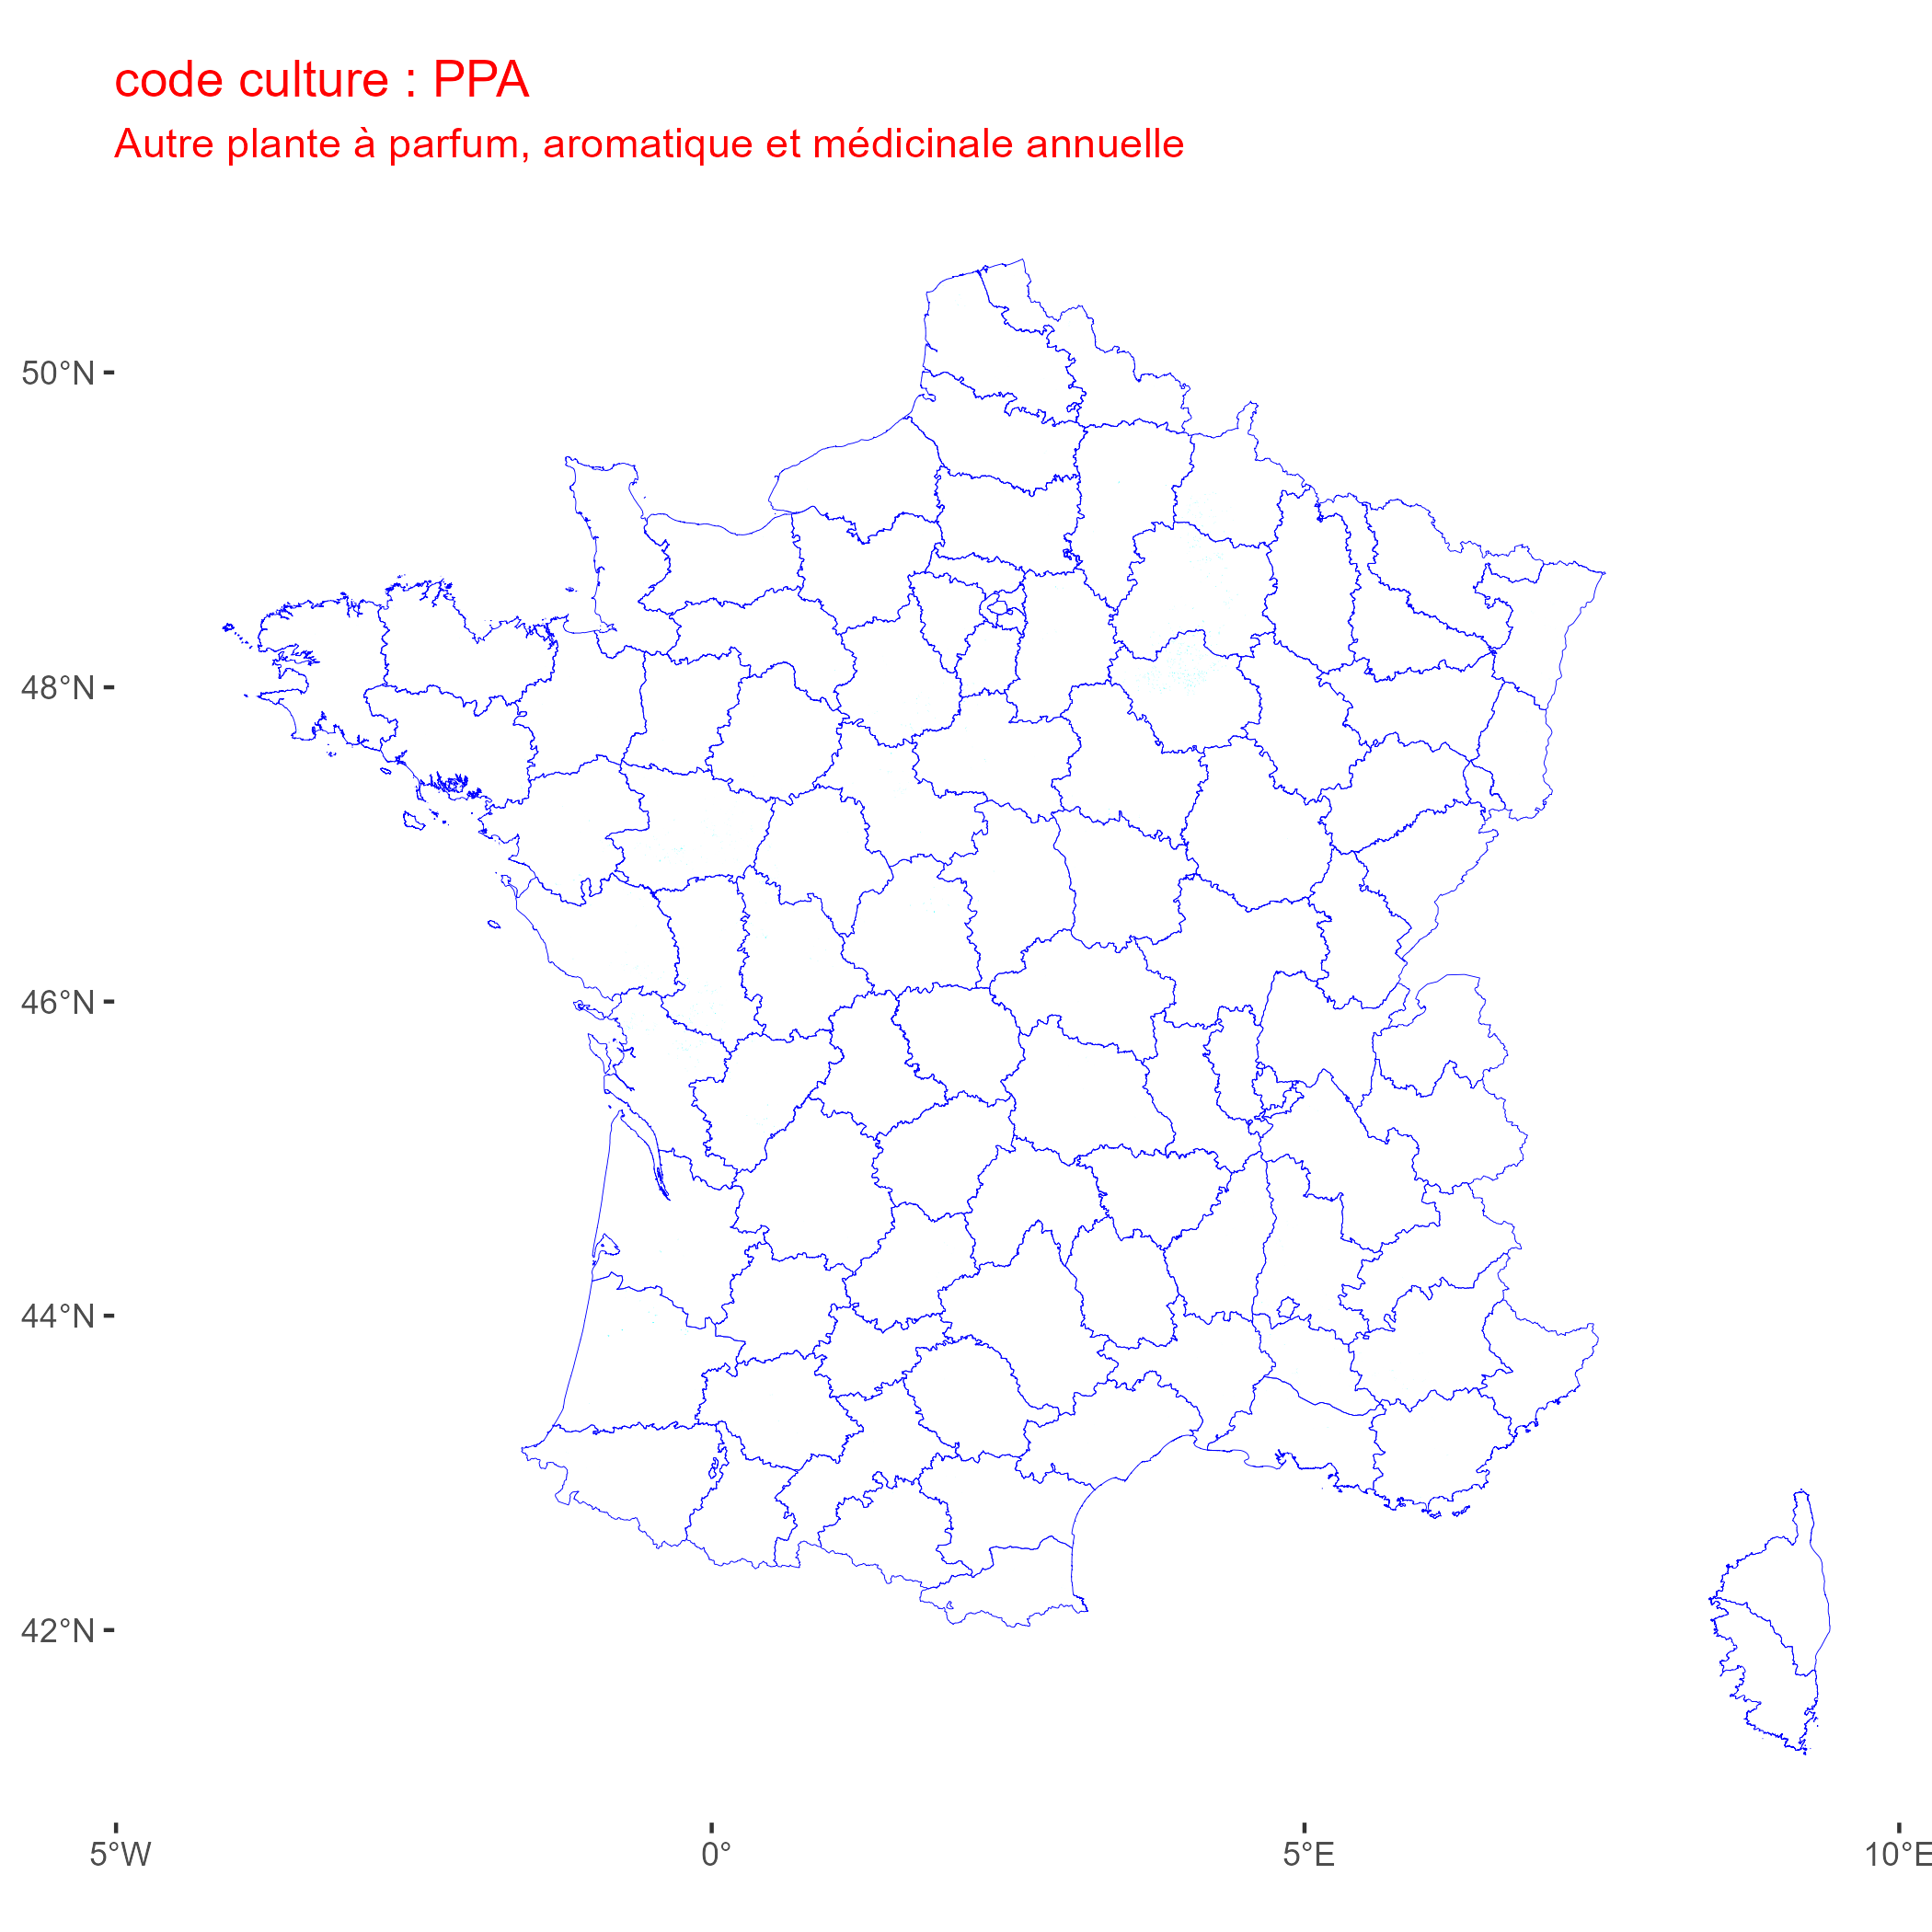 code culture : PPA
Autre plante à parfum, aromatique et médicinale annuelle
50°N
48°N
46°N
44°N
42°N
5°W
0°
5°E
10°E